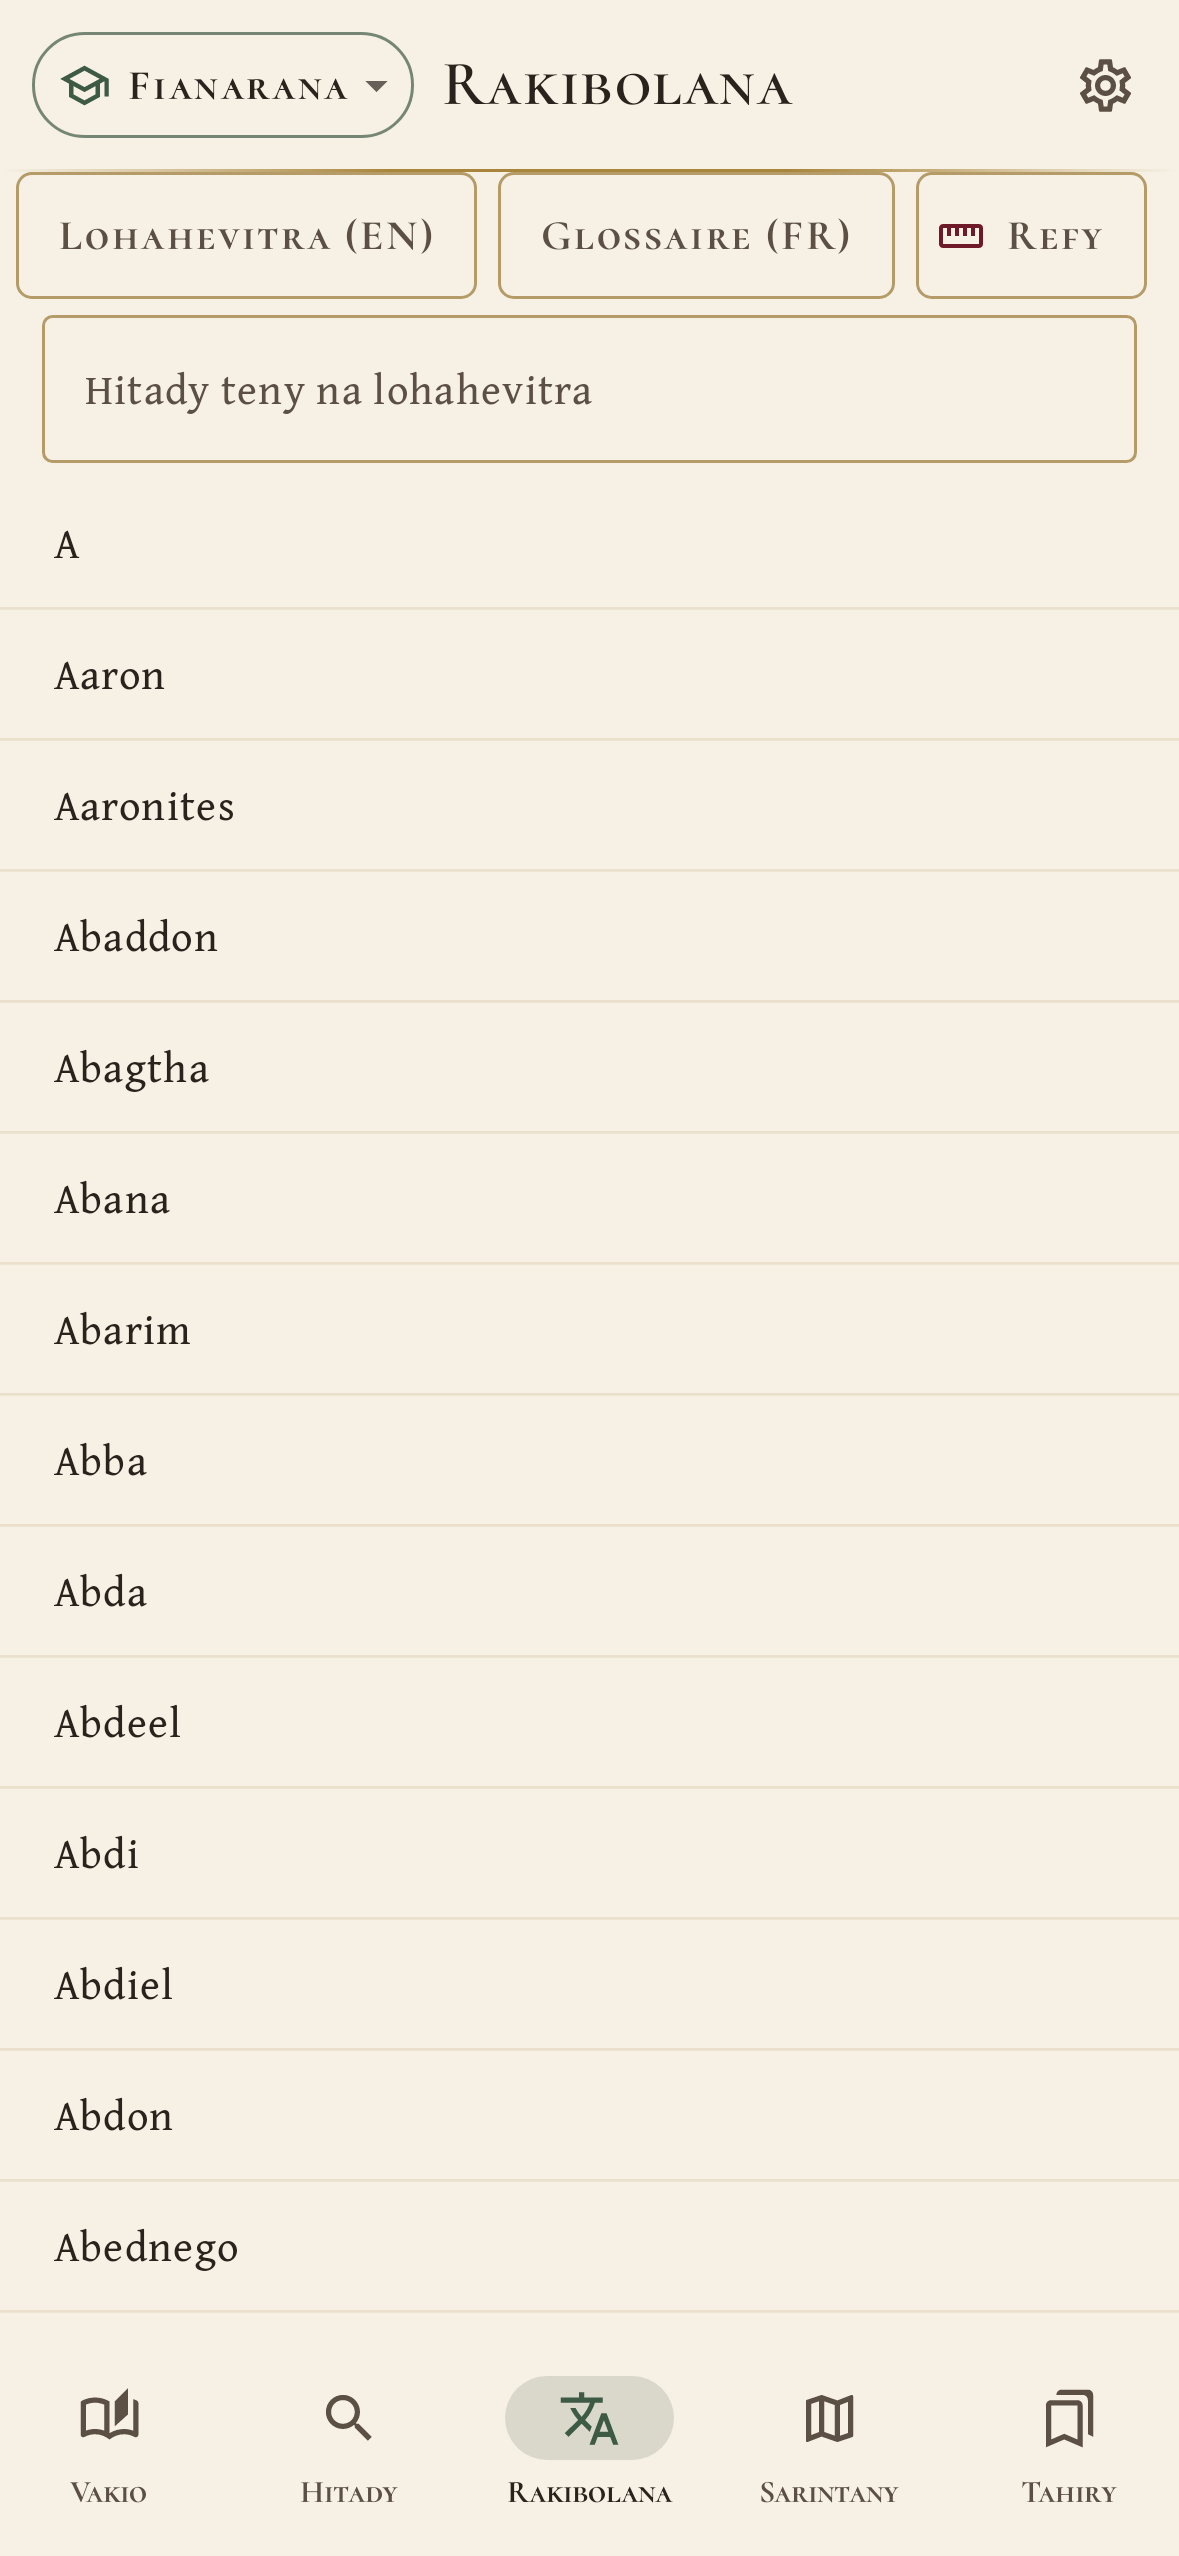 Fianarana Rakibolana
Lohahevitra (EN) Glossaire (FR) Refy
Hitady teny na lohahevitra
A
Aaron
Aaronites
Abaddon
Abagtha
Abana
Abarim
Abba
Abda
Abdeel
Abdi
Abdiel
Abdon
Abednego
Vakio Hitady Rakibolana Sarintany Tahiry